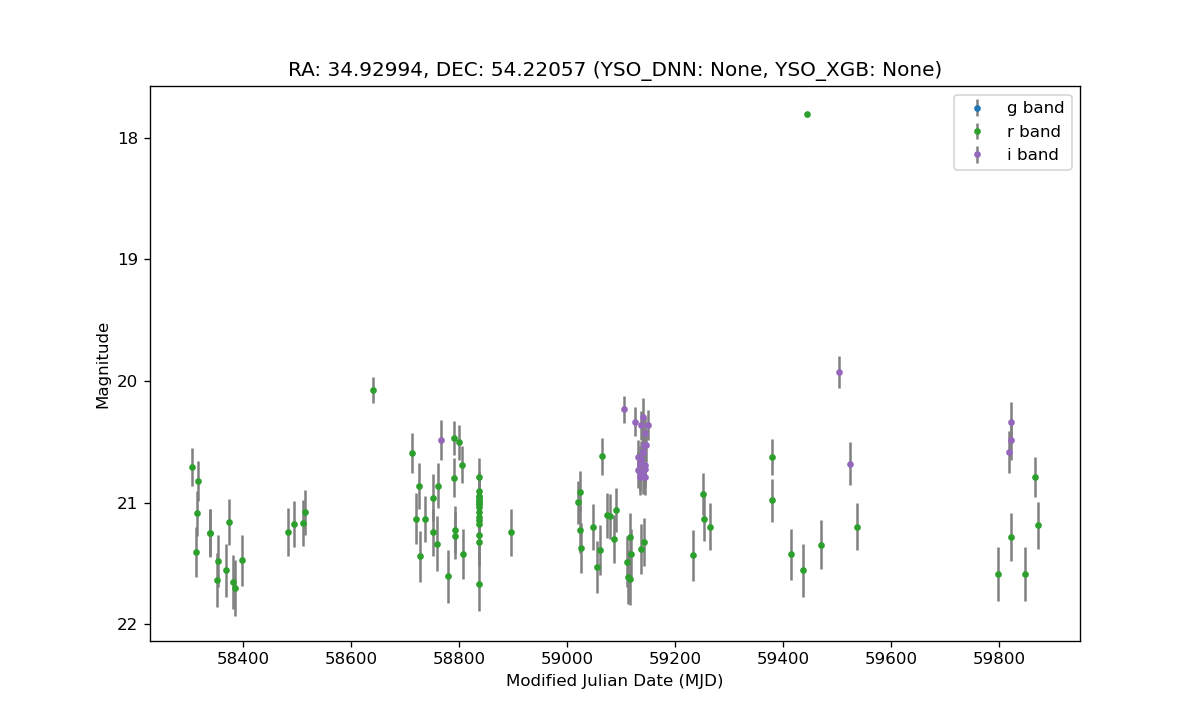 RA: 34.92994, DEC: 54.22057 (YSO_DNN: None, YSO_XGB: None)
g band
r band
i band
18
19
20
21
22
Magnitude
58400 58600 58800 59000 59200 59400 59600 59800
Modified Julian Date (MJD)